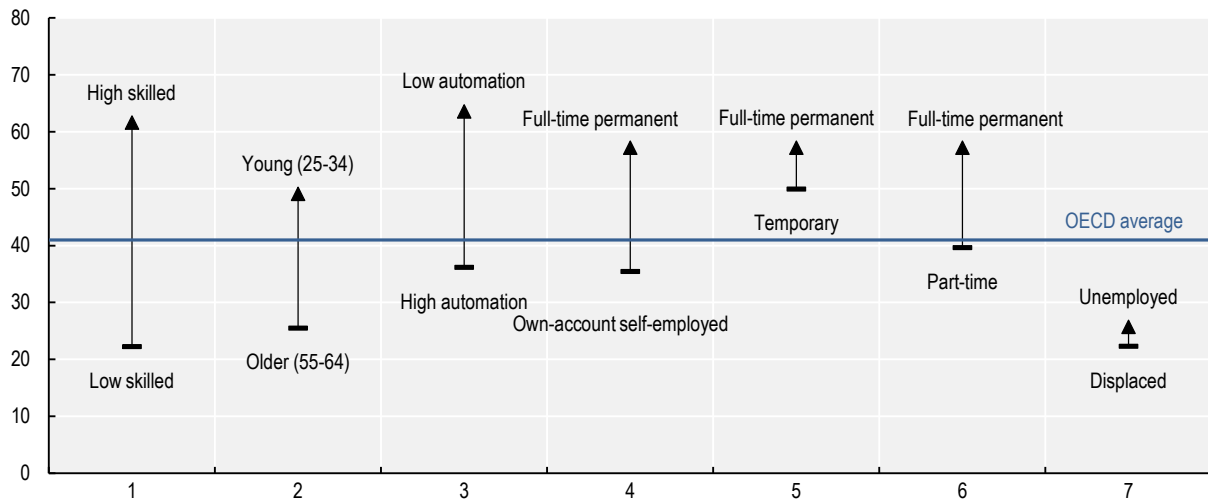 80
70
60
50
40
30
20
10
0
High skilled
Low skilled
Young (25-34)
Older (55-64)
Low automation
High automation
Full-time permanent
Own-account self-employed
Full-time permanent
Temporary
Full-time permanent
Part-time
OECD average
Unemployed
Displaced
1 2 3 4 5 6 7